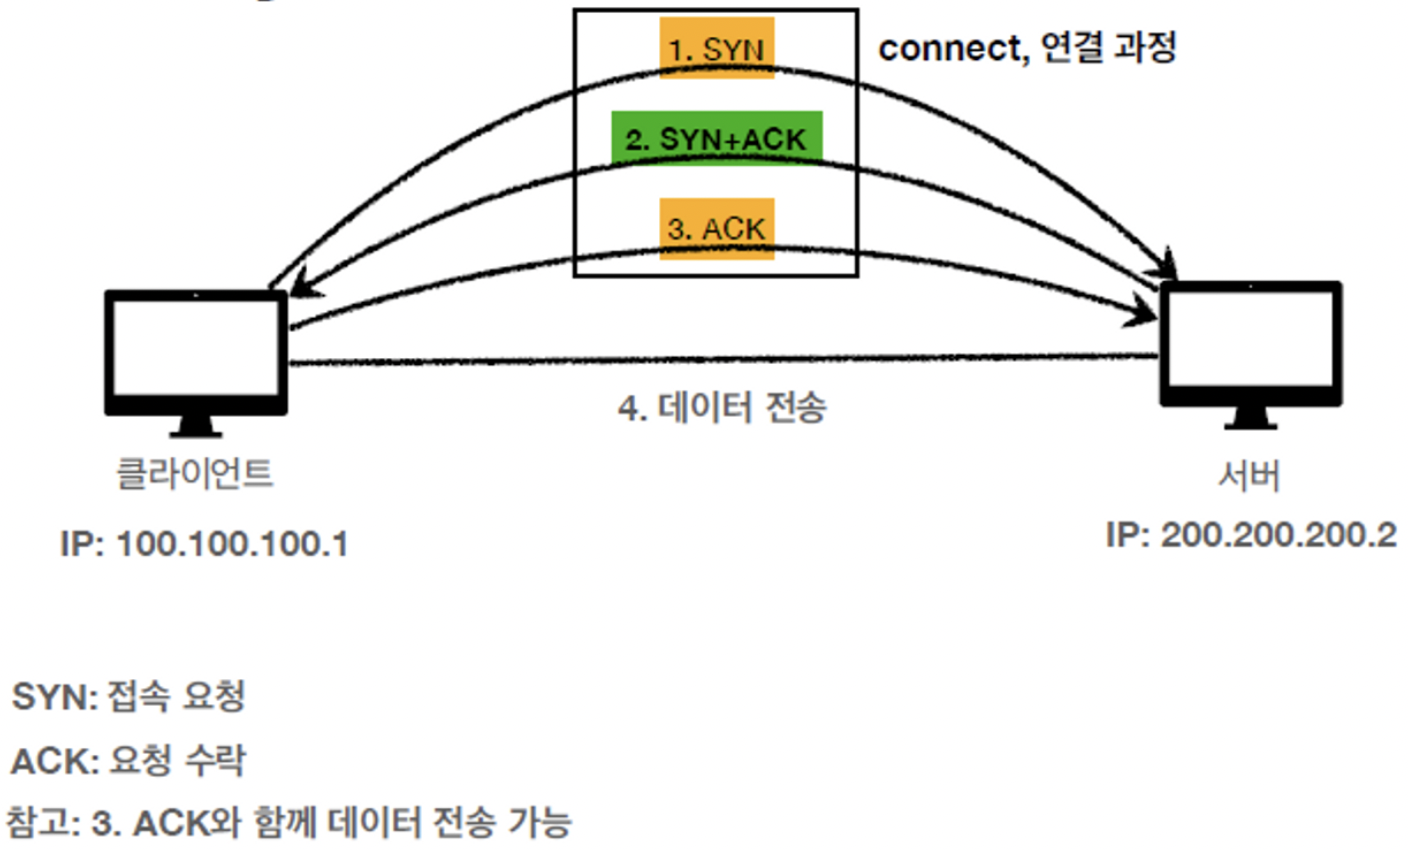 1. SYN
connect, 연결 과정
2. SYN+ACK
3. ACK
4. 데이터 전송
클라이언트
서버
IP: 100.100.100.1
IP: 200.200.200.2
SYN: 접속 요청
ACK: 요청 수락
참고: 3. ACK와 함께 데이터 전송 가능